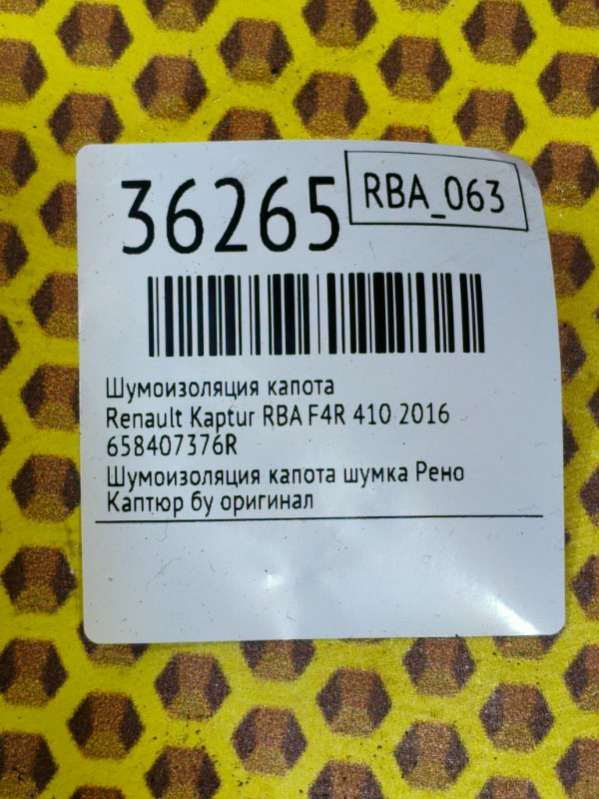 36265
RBA_063
Шумоизоляция капота
Renault Kaptur RBA F4R 410 2016
658407376R
Шумоизоляция капота шумка Рено
Каптюр бу оригинал